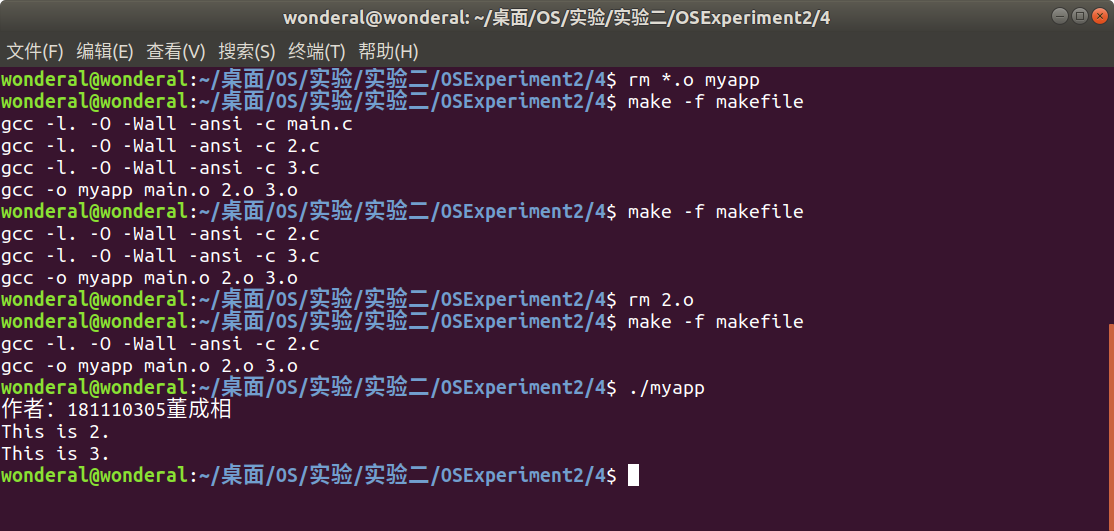 wonderal@wonderal: ~/桌面/OS/实验/实验二/OSExperiment2/4
文件(F) 编辑(E) 查看(V) 搜索(S) 终端(T) 帮助(H)
wonderal@wonderal:~/桌面/OS/实验/实验二/OSExperiment2/4$ rm *.o myapp
wonderal@wonderal:~/桌面/OS/实验/实验二/OSExperiment2/4$ make -f makefile
gcc -l. -O -Wall -ansi -c main.c
gcc -l. -O -Wall -ansi -c 2.c
gcc -l. -O -Wall -ansi -c 3.c
gcc -o myapp main.o 2.o 3.o
wonderal@wonderal:~/桌面/OS/实验/实验二/OSExperiment2/4$ make -f makefile
gcc -l. -O -Wall -ansi -c 2.c
gcc -l. -O -Wall -ansi -c 3.c
gcc -o myapp main.o 2.o 3.o
wonderal@wonderal:~/桌面/OS/实验/实验二/OSExperiment2/4$ rm 2.o
wonderal@wonderal:~/桌面/OS/实验/实验二/OSExperiment2/4$ make -f makefile
gcc -l. -O -Wall -ansi -c 2.c
gcc -o myapp main.o 2.o 3.o
wonderal@wonderal:~/桌面/OS/实验/实验二/OSExperiment2/4$ ./myapp
作者：181110305董成相
This is 2.
This is 3.
wonderal@wonderal:~/桌面/OS/实验/实验二/OSExperiment2/4$